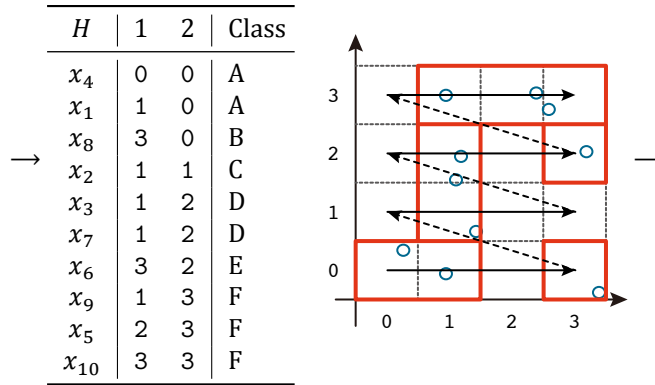 H 1 2 Class
x4 0 0 A
x1 1 0 A
x8 3 0 B
x2 1 1 C
x3 1 2 D
x7 1 2 D
x6 3 2 E
x9 1 3 F
x5 2 3 F
x10 3 3 F
3
2
1
0
0 1 2 3